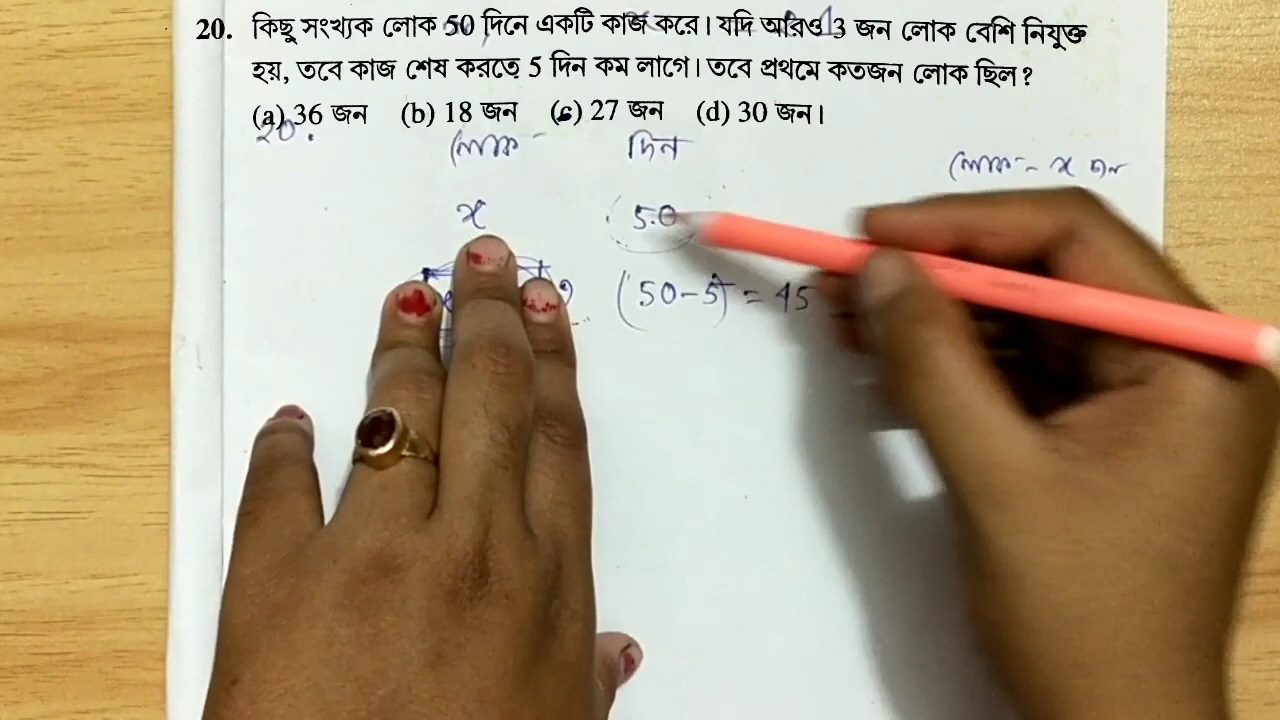 20. কিছু সংখ্যক লোক 50 দিনে একটি কাজ করে। যদি আরও 3 জন লোক বেশি নিযুক্ত
হয়, তবে কাজ শেষ করতে 5 দিন কম লাগে। তবে প্রথমে কতজন লোক ছিল?
(a) 36 জন (b) 18 জন (c) 27 জন (d) 30 জন।
20. লোক দিন
লোক - x জন
x 50
(50-5) = 45